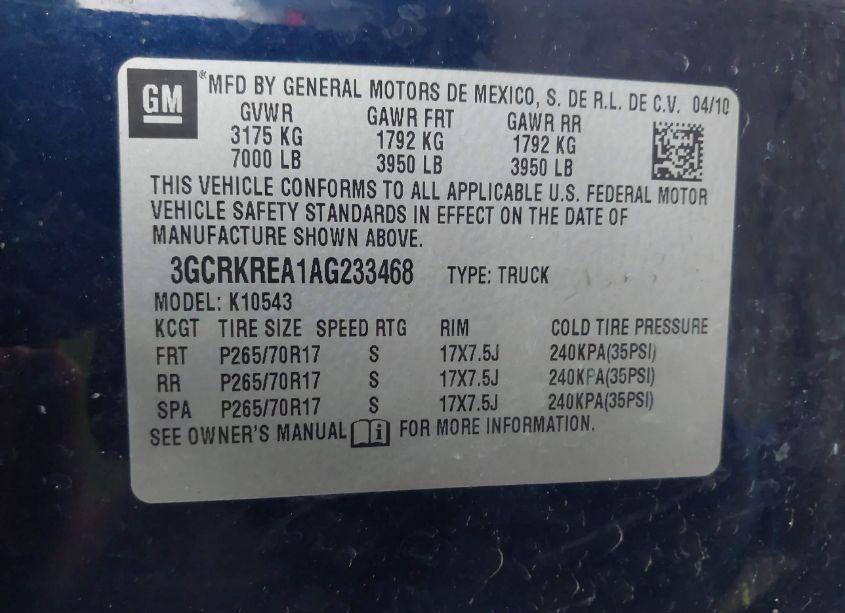 GM
® MFD BY GENERAL MOTORS DE MEXICO, S. DE R.L. DE C.V. 04/10
GVWR GAWR FRT GAWR RR
3175 KG 1792 KG 1792 KG
7000 LB 3950 LB 3950 LB
THIS VEHICLE CONFORMS TO ALL APPLICABLE U.S. FEDERAL MOTOR
VEHICLE SAFETY STANDARDS IN EFFECT ON THE DATE OF
MANUFACTURE SHOWN ABOVE.
3GCRKREA1AG233468 TYPE: TRUCK
MODEL: K10543
KCGT TIRE SIZE SPEED RTG RIM COLD TIRE PRESSURE
FRT P265/70R17 S 17X7.5J 240KPA(35PSI)
RR P265/70R17 S 17X7.5J 240KPA(35PSI)
SPA P265/70R17 S 17X7.5J 240KPA(35PSI)
SEE OWNER'S MANUAL i FOR MORE INFORMATION.